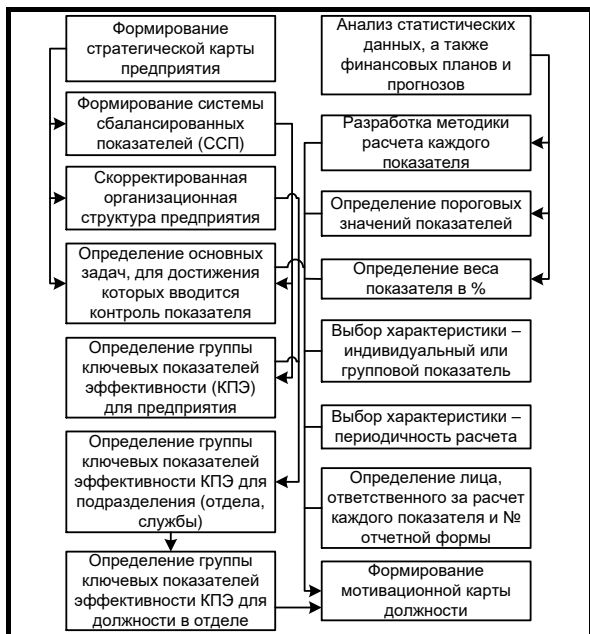 Формирование
стратегической карты
предприятия
Формирование системы
сбалансированных
показателей (ССП)
Скорректированная
организационная
структура предприятия
Определение основных
задач, для достижения
которых вводится
контроль показателя
Определение группы
ключевых показателей
эффективности (КПЭ)
для предприятия
Определение группы
ключевых показателей
эффективности КПЭ для
подразделения (отдела,
службы)
Определение группы
ключевых показателей
эффективности КПЭ для
должности в отделе
Анализ статистических
данных, а также
финансовых планов и
прогнозов
Разработка методики
расчета каждого
показателя
Определение пороговых
значений показателей
Определение веса
показателя в %
Выбор характеристики –
индивидуальный или
групповой показатель
Выбор характеристики –
периодичность расчета
Определение лица,
ответственного за расчет
каждого показателя и №
отчетной формы
Формирование
мотивационной карты
должности